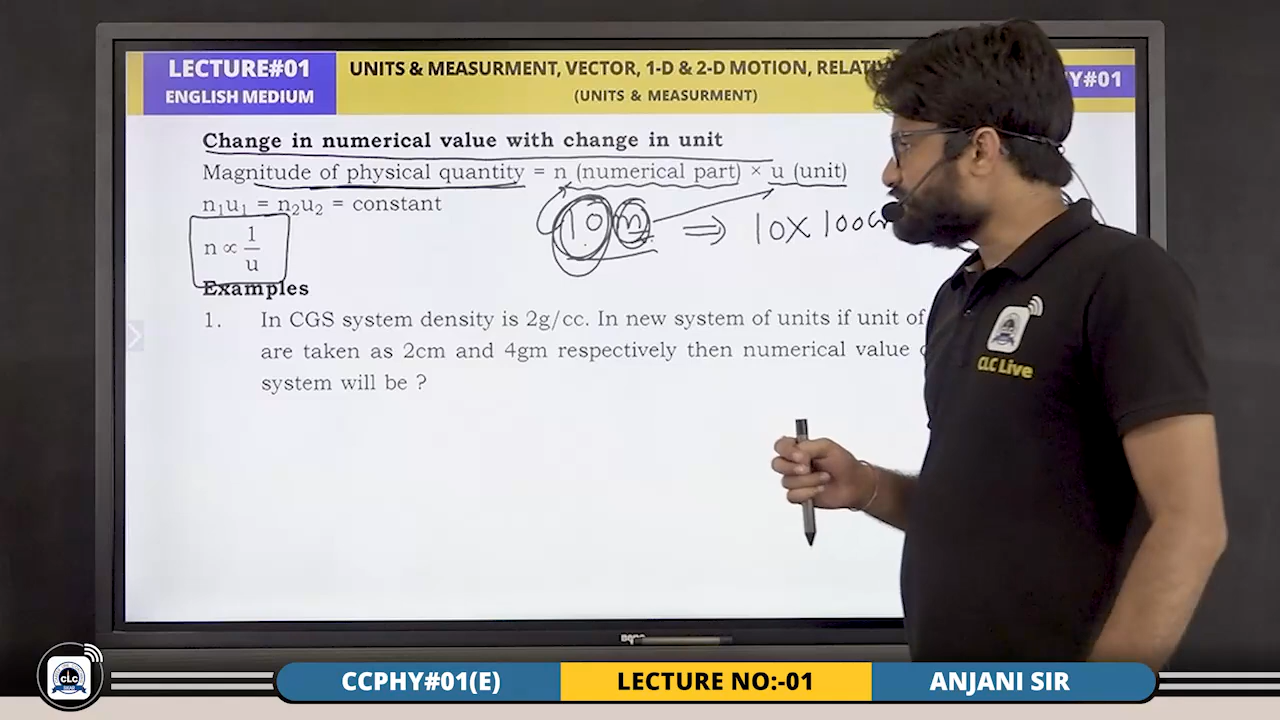 LECTURE#01
ENGLISH MEDIUM
UNITS & MEASURMENT, VECTOR, 1-D & 2-D MOTION,
(UNITS & MEASURMENT)
Y#01
Change in numerical value with change in unit
Magnitude of physical quantity = n (numerical part) × u (unit)
n₁u₁ = n₂u₂ = constant
10 m ⇒ 10 X 100
n ∝ 1/u
Examples
1. In CGS system density is 2g/cc. In new system of units if unit of
are taken as 2cm and 4gm respectively then numerical value
system will be ?
CLC Live
BenQ
CLC
CCPHY#01(E)
LECTURE NO:-01
ANJANI SIR